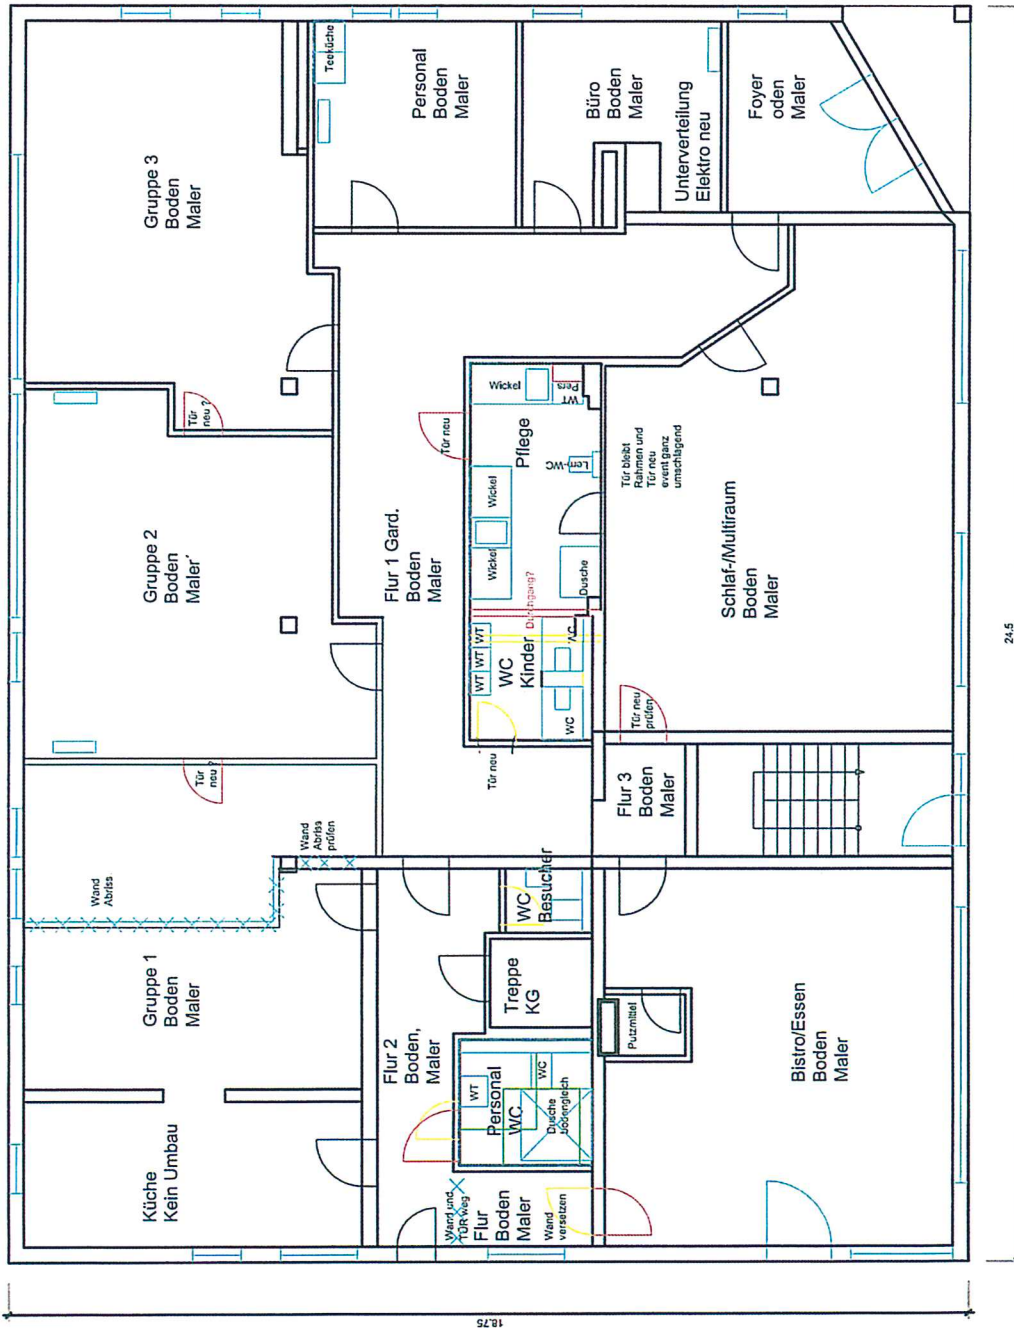 Küche
Kein Umbau
Gruppe 1
Boden
Maler
Wand
Abriss
Wand
Abriss
prüfen
Tür
neu ?
Gruppe 2
Boden
Maler´
Tür
neu ?
Gruppe 3
Boden
Maler
Teeküche
Personal
Boden
Maler
Büro
Boden
Maler
Unterverteilung
Elektro neu
Foyer
oden
Maler
Flur 1 Gard.
Boden
Maler
Tür neu
Wickel
WT
Pers
Pflege
Wickel
Wickel
Lern-WC
Dusche
Durchgang?
WT
WT
WT
WC
Kinder
WC
WC
Tür neu
Tür bleibt
Rahmen und
Tür neu
event ganz
umschlagend
Schlaf-/Multiraum
Boden
Maler
Tür neu
prüfen
Flur 3
Boden
Maler
Flur 2
Boden,
Maler
WC
Besucher
Treppe
KG
Personal
WC
WT
WC
Dusche
bodengleich
Wand und
TÜR weg
Flur
Boden
Maler
Wand
versetzen
Putzmittel
Bistro/Essen
Boden
Maler
18.75
24.5